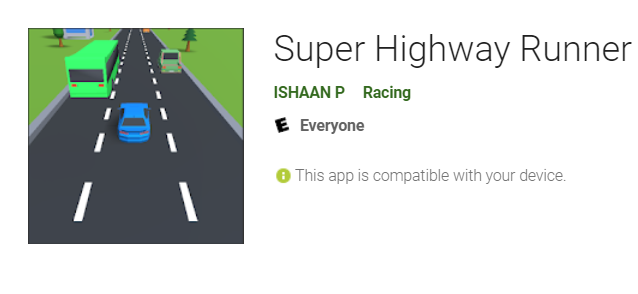 Super Highway Runner
ISHAAN P Racing
E Everyone
This app is compatible with your device.